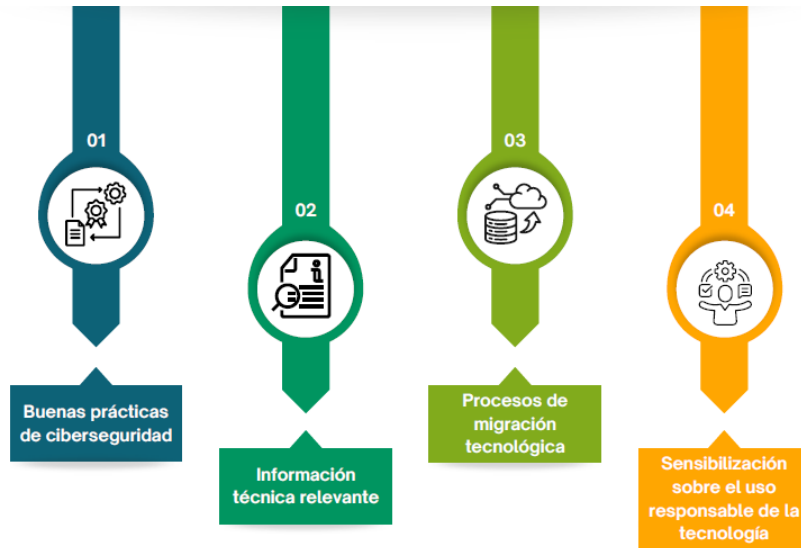 01
Buenas prácticas
de ciberseguridad
02
Información
técnica relevante
03
Procesos de
migración
tecnológica
04
Sensibilización
sobre el uso
responsable de la
tecnología